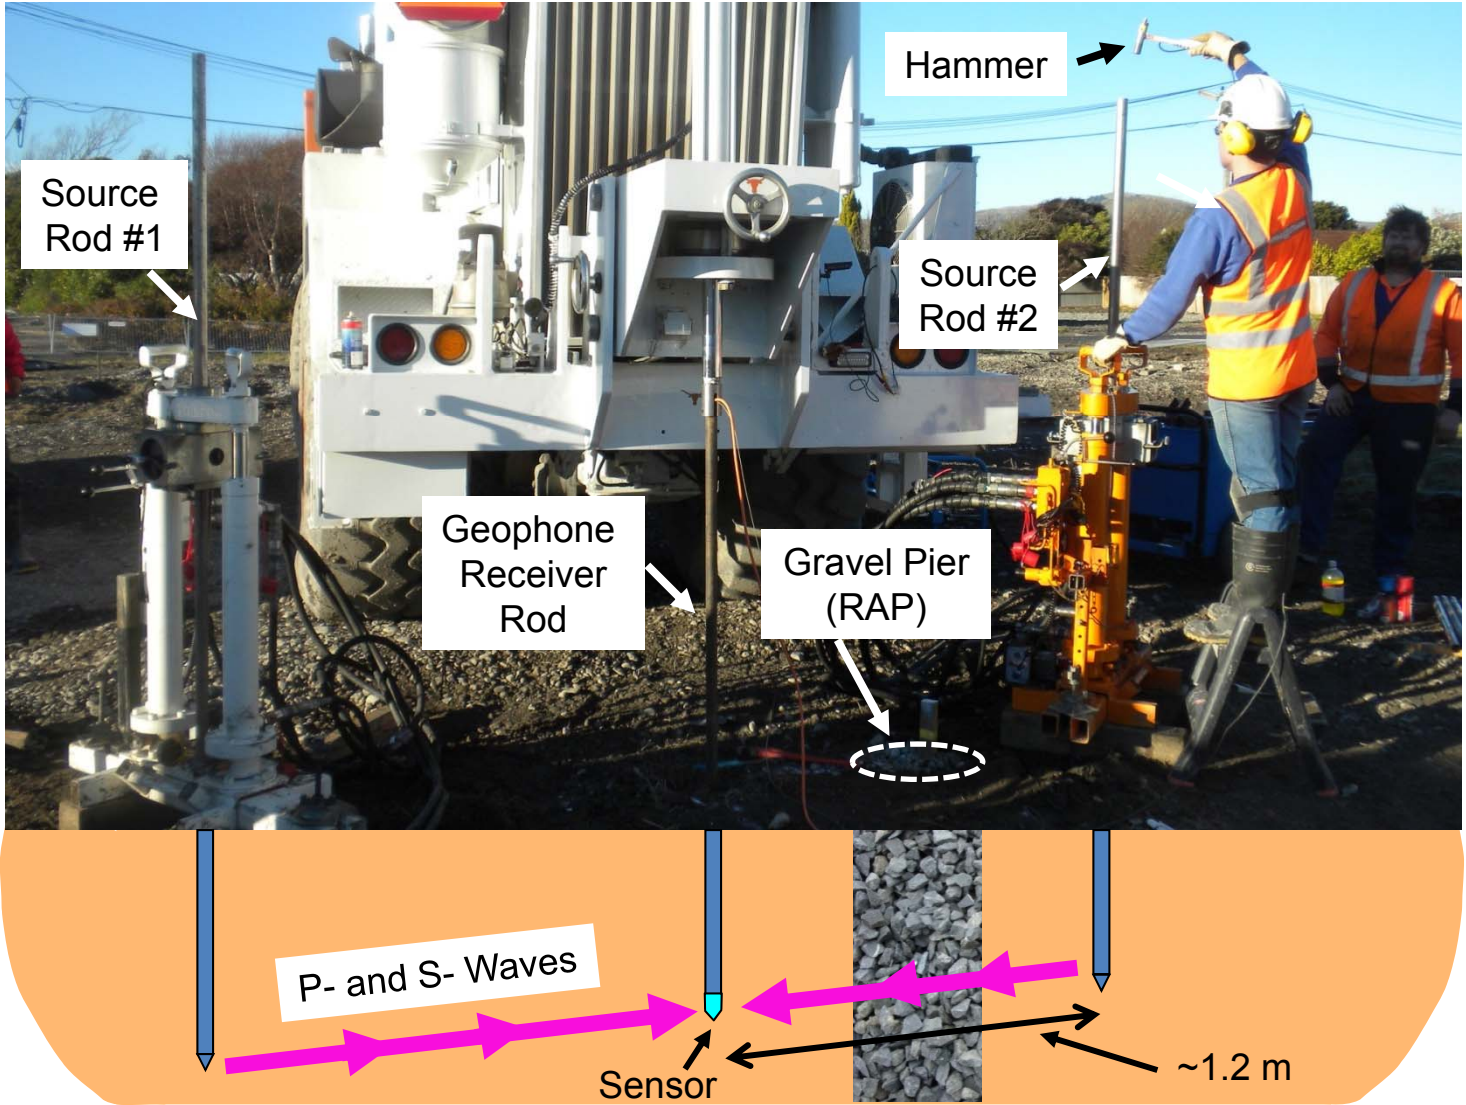 Hammer
Source
Rod #1
Source
Rod #2
Geophone
Receiver
Rod
Gravel Pier
(RAP)
P- and S- Waves
Sensor
~1.2 m